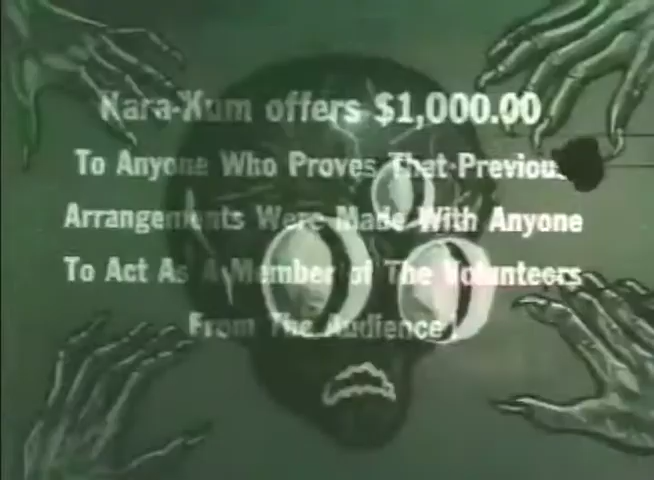 Kara-Kum offers $1,000.00
To Anyone Who Proves That Previous
Arrangements Were Made With Anyone
To Act As A Member of The Volunteers
From The Audience!